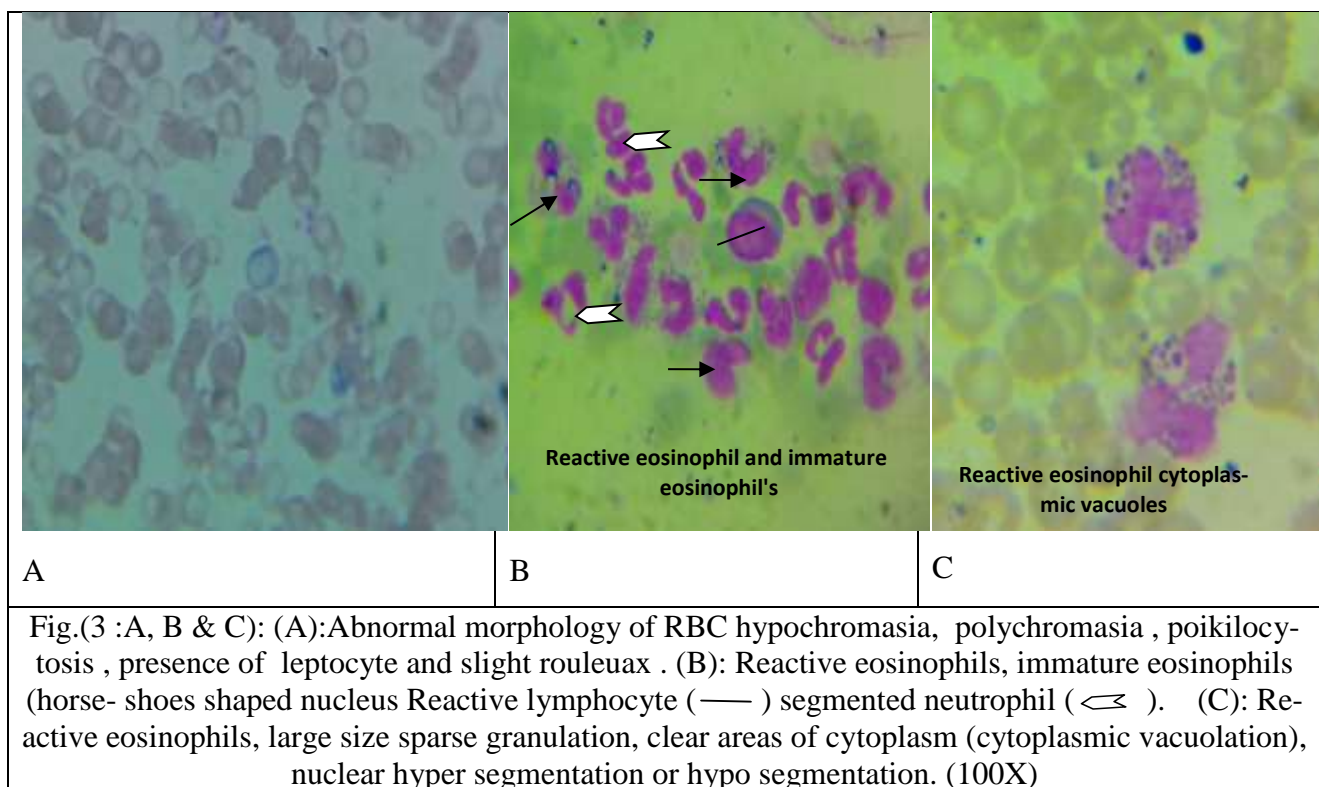 Reactive eosinophil and immature
eosinophil's
Reactive eosinophil cytoplas-
mic vacuoles
A
B
C
Fig.(3 :A, B & C): (A):Abnormal morphology of RBC hypochromasia, polychromasia , poikilocy-
tosis , presence of leptocyte and slight rouleuax . (B): Reactive eosinophils, immature eosinophils
(horse- shoes shaped nucleus Reactive lymphocyte ( ) segmented neutrophil ( ). (C): Re-
active eosinophils, large size sparse granulation, clear areas of cytoplasm (cytoplasmic vacuolation),
nuclear hyper segmentation or hypo segmentation. (100X)